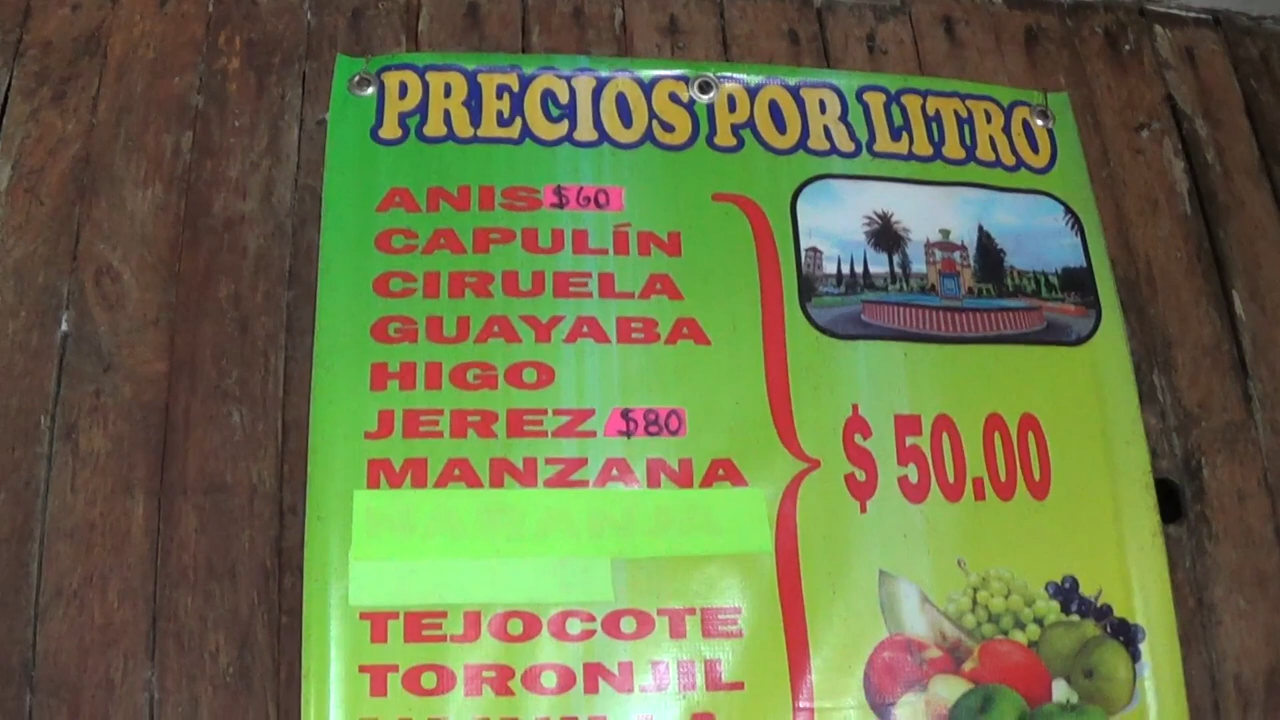 PRECIOS POR LITRO
ANIS $60
CAPULÍN
CIRUELA
GUAYABA
HIGO
JEREZ $80
MANZANA
TEJOCOTE
TORONJIL
$ 50.00